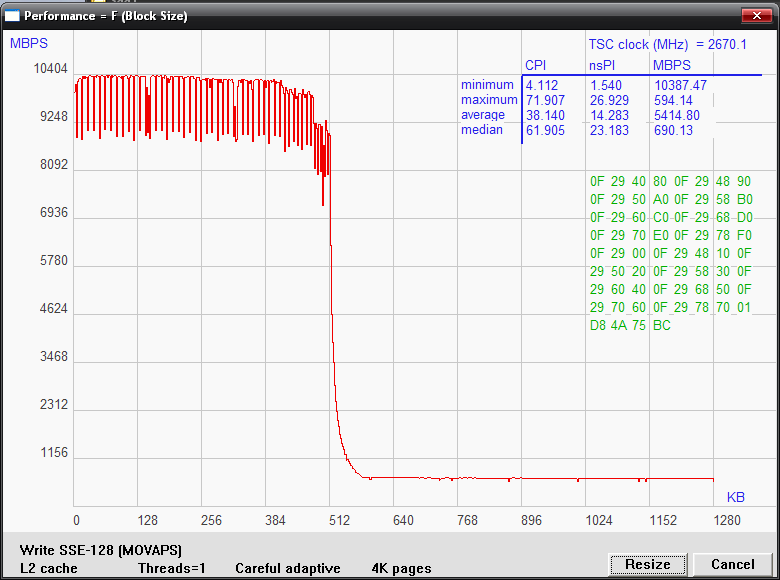 Performance = F (Block Size)
MBPS
TSC clock (MHz) = 2670.1
CPI nsPI MBPS
minimum 4.112 1.540 10387.47
maximum 71.907 26.929 594.14
average 38.140 14.283 5414.80
median 61.905 23.183 690.13
10404
9248
8092
6936
5780
4624
3468
2312
1156
0F 29 40 80 0F 29 48 90
0F 29 50 A0 0F 29 58 B0
0F 29 60 C0 0F 29 68 D0
0F 29 70 E0 0F 29 78 F0
0F 29 00 0F 29 48 10 0F
29 50 20 0F 29 58 30 0F
29 60 40 0F 29 68 50 0F
29 70 60 0F 29 78 70 01
D8 4A 75 BC
KB
0 128 256 384 512 640 768 896 1024 1152 1280
Write SSE-128 (MOVAPS)
L2 cache Threads=1 Careful adaptive 4K pages
Resize Cancel